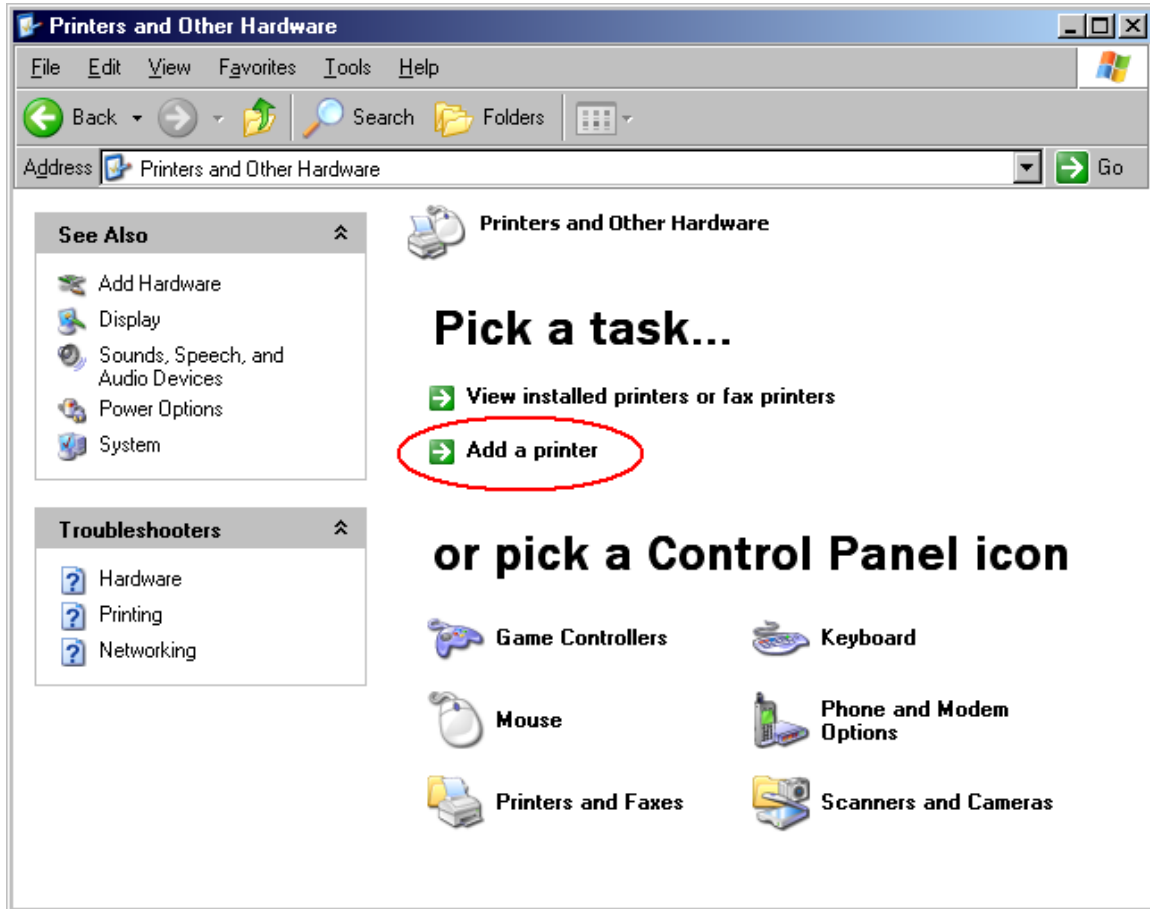 Printers and Other Hardware
File Edit View Favorites Tools Help
Back Search Folders
Address Printers and Other Hardware Go
See Also
Add Hardware
Display
Sounds, Speech, and
Audio Devices
Power Options
System
Troubleshooters
Hardware
Printing
Networking
Printers and Other Hardware
Pick a task...
View installed printers or fax printers
Add a printer
or pick a Control Panel icon
Game Controllers
Keyboard
Mouse
Phone and Modem
Options
Printers and Faxes
Scanners and Cameras